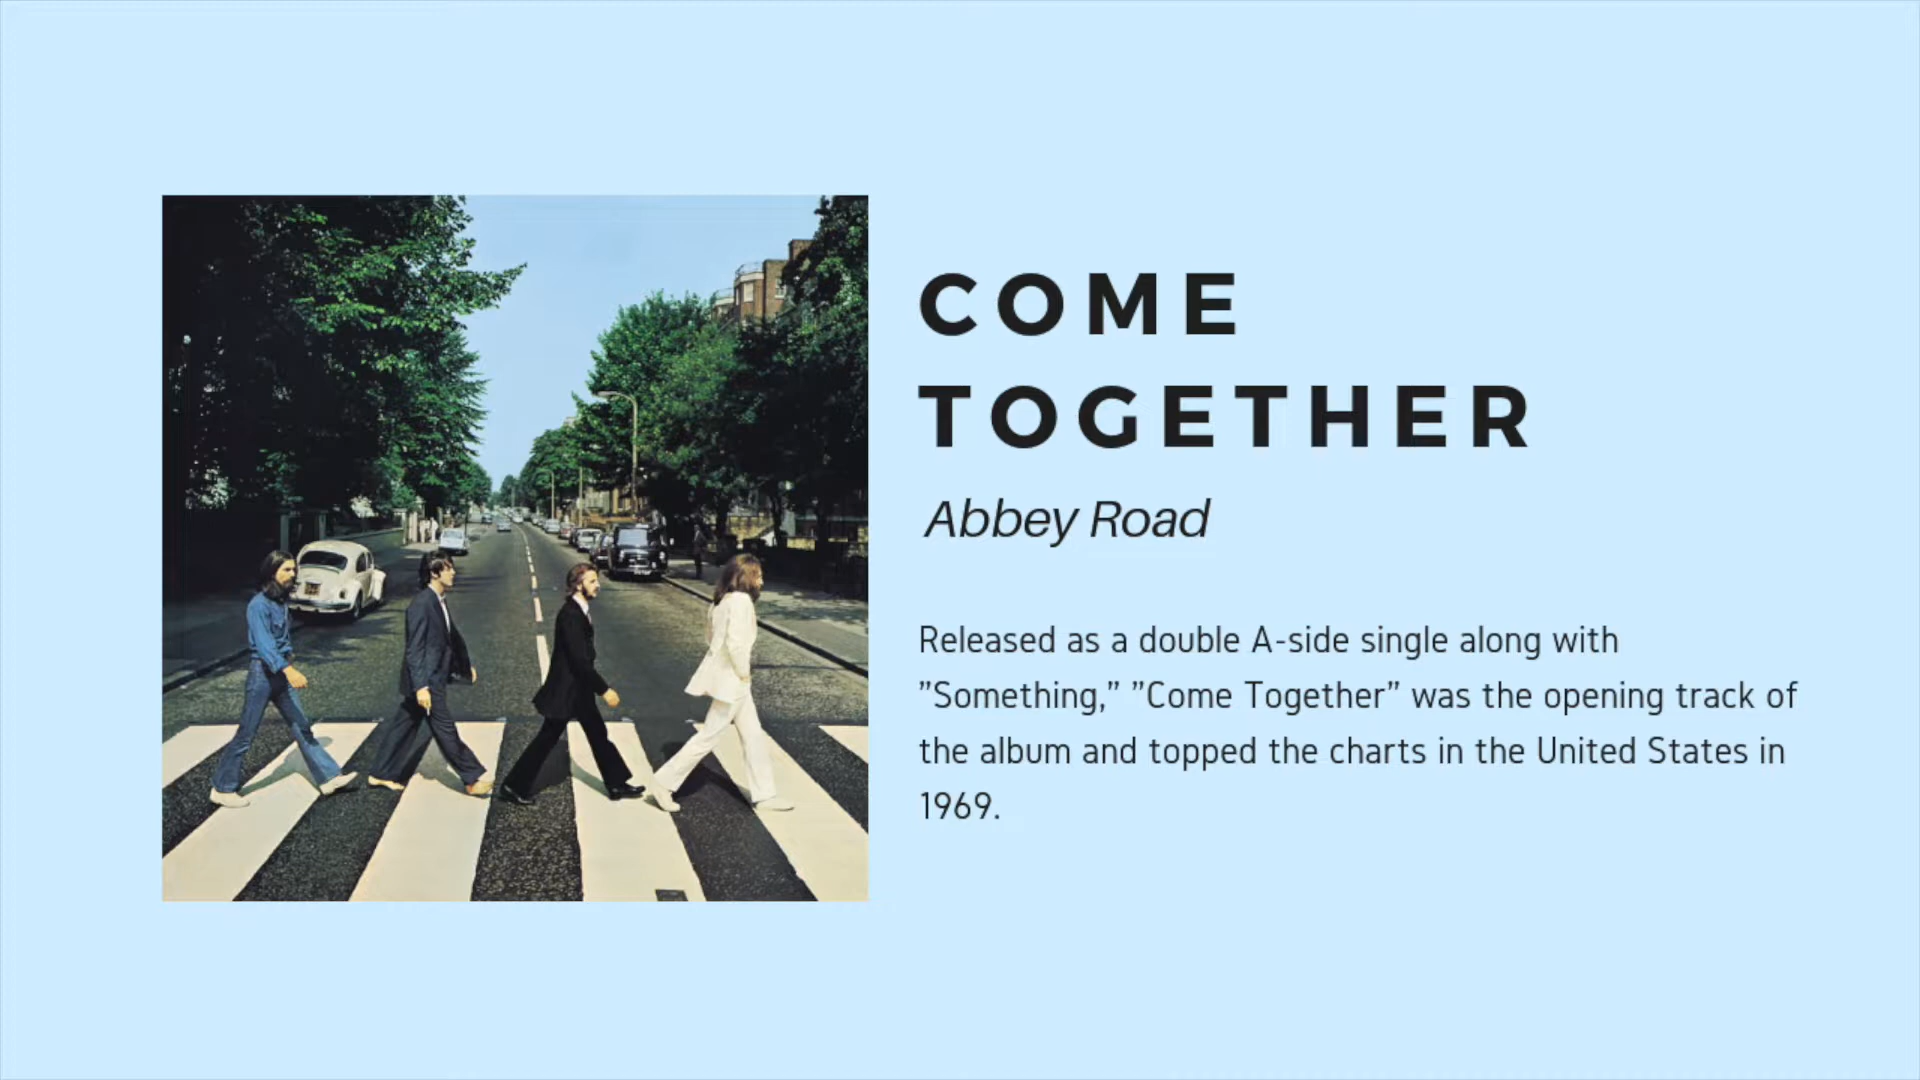 COME
TOGETHER
Abbey Road
Released as a double A-side single along with
”Something,” ”Come Together” was the opening track of
the album and topped the charts in the United States in
1969.